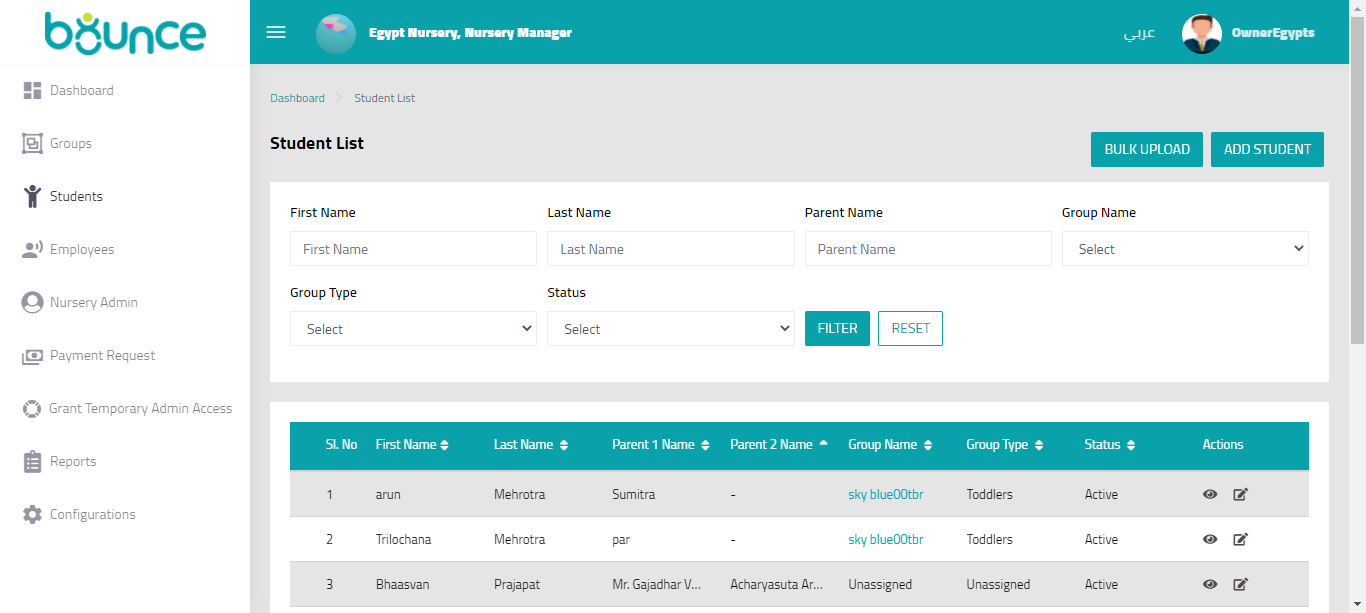 bounce
Egypt Nursery, Nursery Manager
عربي
OwnerEgypts
Dashboard
Groups
Students
Employees
Nursery Admin
Payment Request
Grant Temporary Admin Access
Reports
Configurations
Dashboard Student List
Student List
BULK UPLOAD ADD STUDENT
First Name Last Name Parent Name Group Name
First Name Last Name Parent Name Select
Group Type Status
Select Select FILTER RESET
Sl. No First Name Last Name Parent 1 Name Parent 2 Name Group Name Group Type Status Actions
1 arun Mehrotra Sumitra - sky blue00tbr Toddlers Active
2 Trilochana Mehrotra par - sky blue00tbr Toddlers Active
3 Bhaasvan Prajapat Mr. Gajadhar V... Acharyasuta Ar... Unassigned Unassigned Active